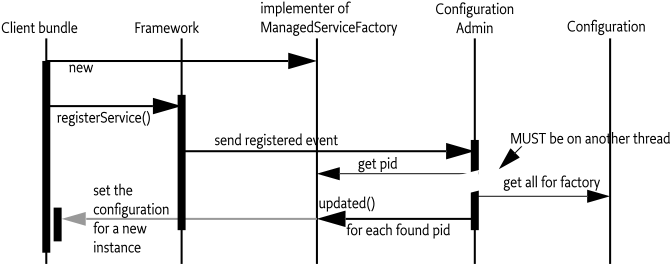 implementer of
Configuration
Client bundle
Framework
ManagedServiceFactory
Admin
Configuration
new
registerService()
send registered event
MUST be on another thread
get pid
get all for factory
set the
configuration
for a new
instance
updated()
for each found pid